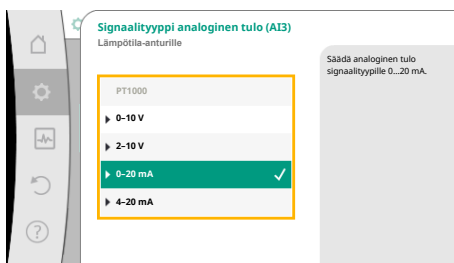 Signaalityyppi analoginen tulo (AI3)
Lämpötila-anturille
PT1000
0–10 V
2–10 V
0–20 mA
4–20 mA
Säädä analoginen tulo
signaalityypille 0...20 mA.